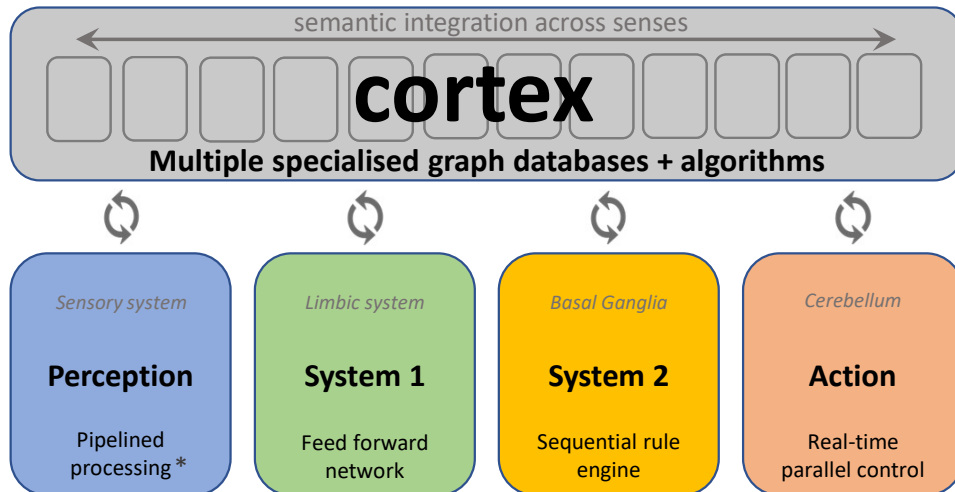 semantic integration across senses
cortex
Multiple specialised graph databases + algorithms
Sensory system
Perception
Pipelined
processing*
Limbic system
System 1
Feed forward
network
Basal Ganglia
System 2
Sequential rule
engine
Cerebellum
Action
Real-time
parallel control